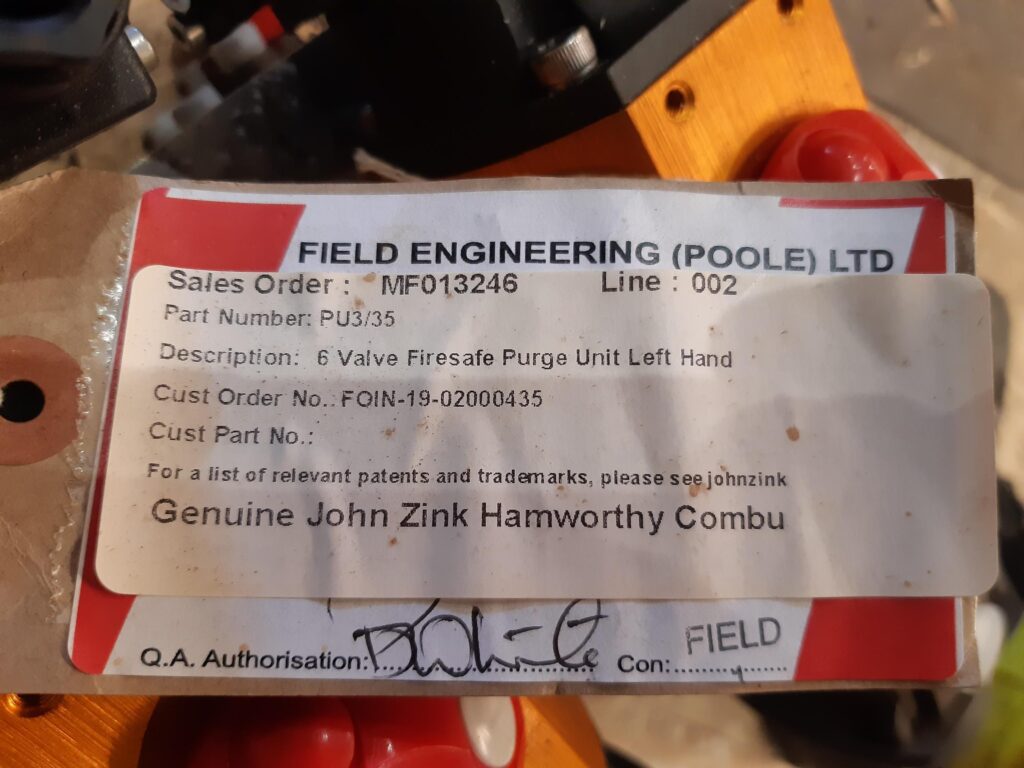 FIELD ENGINEERING (POOLE) LTD
Sales Order : MF013246 Line : 002
Part Number: PU3/35
Description: 6 Valve Firesafe Purge Unit Left Hand
Cust Order No.: FOIN-19-02000435
Cust Part No.:
For a list of relevant patents and trademarks, please see johnzink
Genuine John Zink Hamworthy Combu
Q.A. Authorisation: Con: FIELD